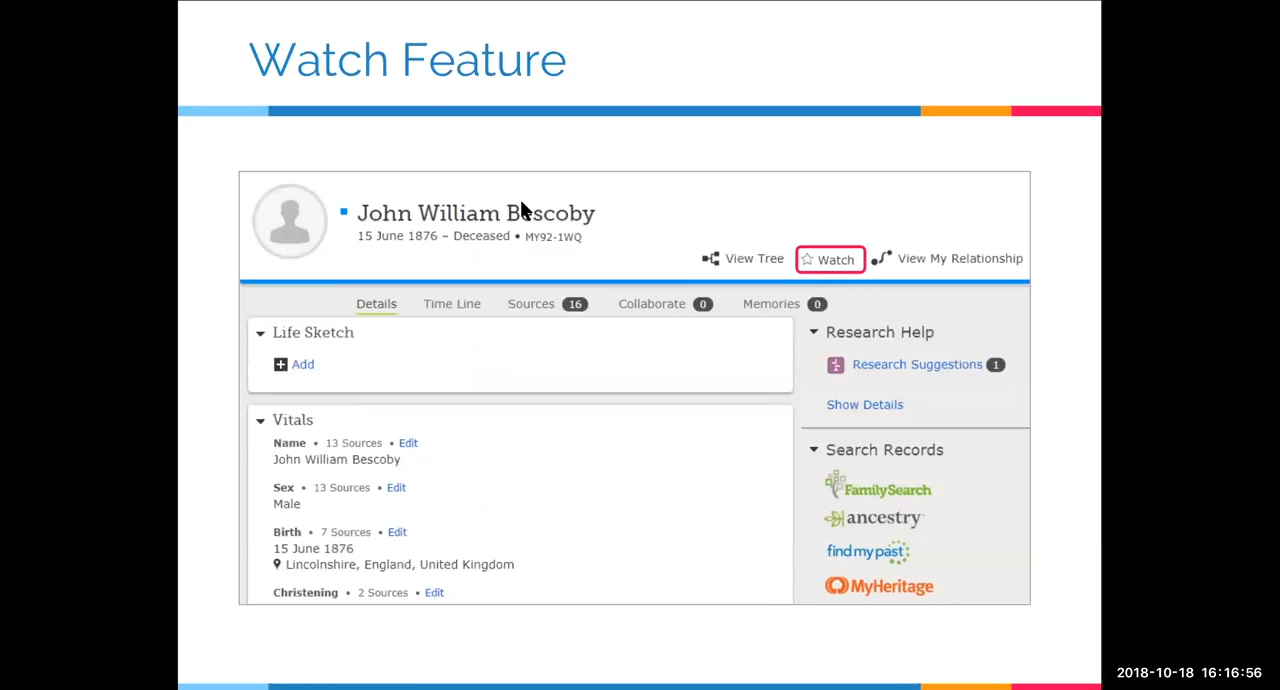 Watch Feature
John William Bescoby
15 June 1876 – Deceased • MY92-1WQ
View Tree Watch View My Relationship
Details Time Line Sources 16 Collaborate 0 Memories 0
Life Sketch
Add
Vitals
Name • 13 Sources • Edit
John William Bescoby
Sex • 13 Sources • Edit
Male
Birth • 7 Sources • Edit
15 June 1876
Lincolnshire, England, United Kingdom
Christening • 2 Sources • Edit
Research Help
Research Suggestions 1
Show Details
Search Records
FamilySearch
ancestry
findmypast
MyHeritage
2018-10-18 16:16:56